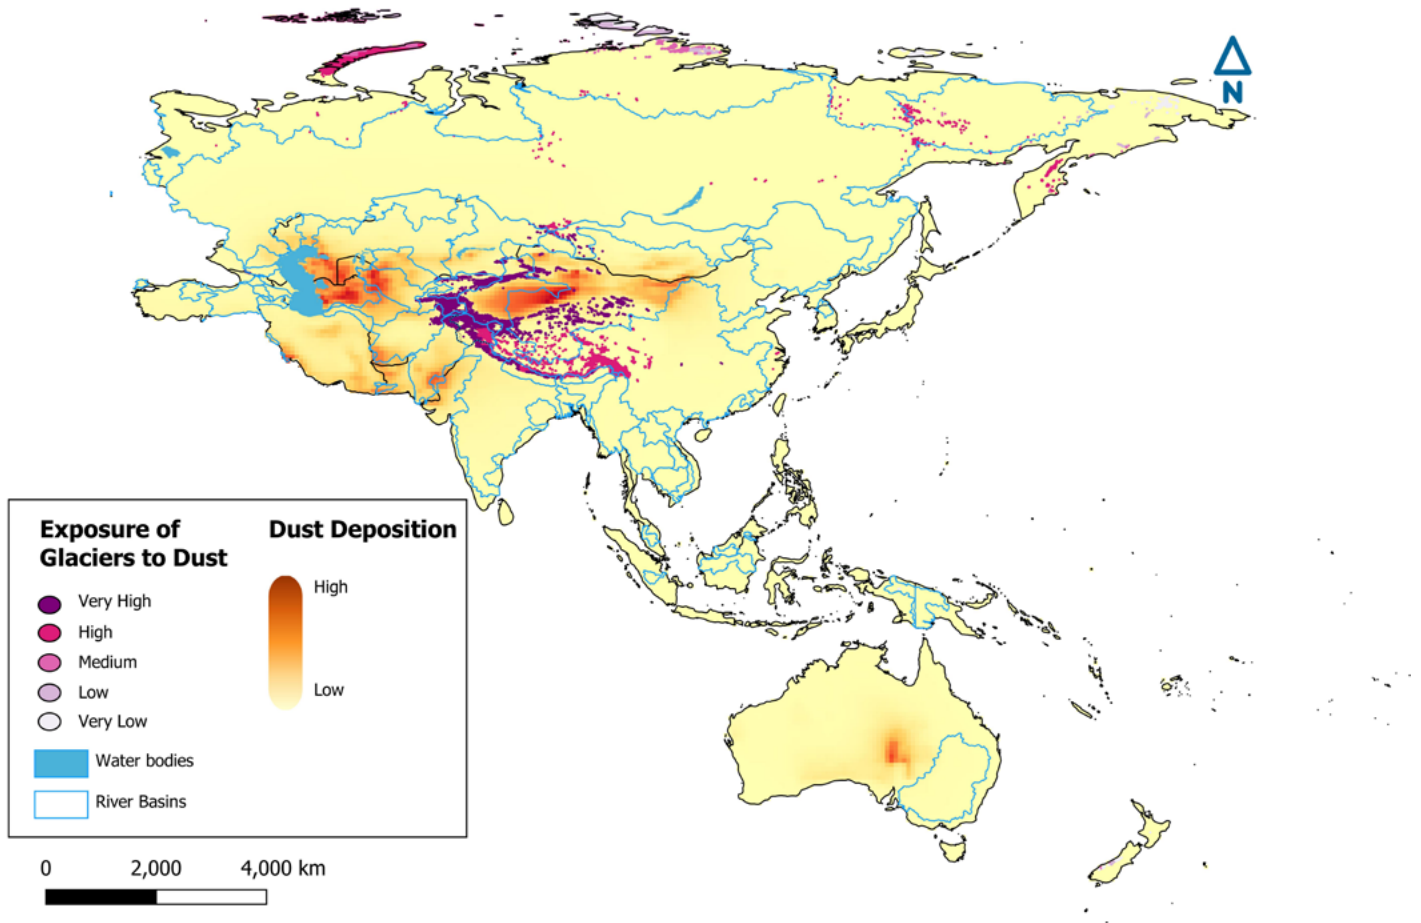 N
Exposure of
Glaciers to Dust
Very High
High
Medium
Low
Very Low
Water bodies
River Basins
Dust Deposition
High
Low
0 2,000 4,000 km